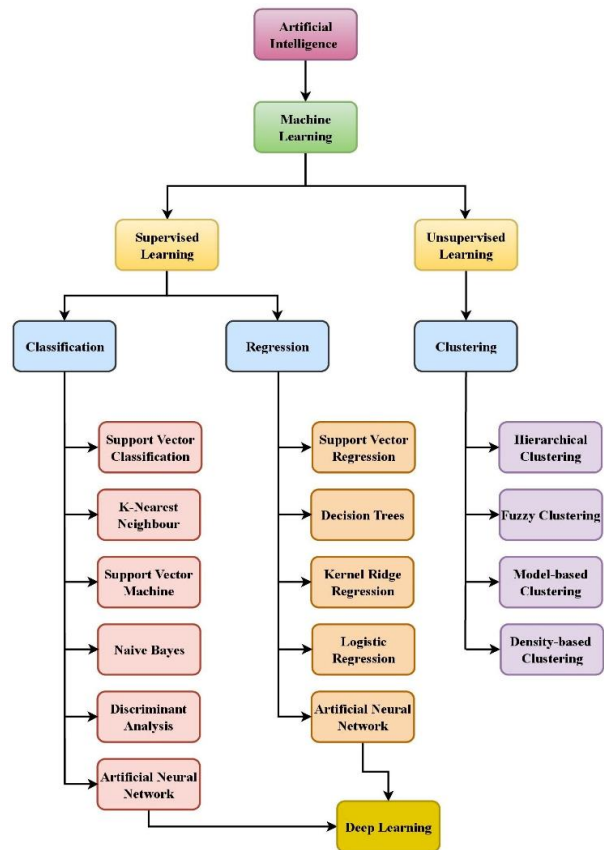 Artificial
Intelligence
Machine
Learning
Supervised
Learning
Unsupervised
Learning
Classification
Regression
Clustering
Support Vector
Classification
K-Nearest
Neighbour
Support Vector
Machine
Naive Bayes
Discriminant
Analysis
Artificial Neural
Network
Support Vector
Regression
Decision Trees
Kernel Ridge
Regression
Logistic
Regression
Artificial Neural
Network
Hierarchical
Clustering
Fuzzy Clustering
Model-based
Clustering
Density-based
Clustering
Deep Learning